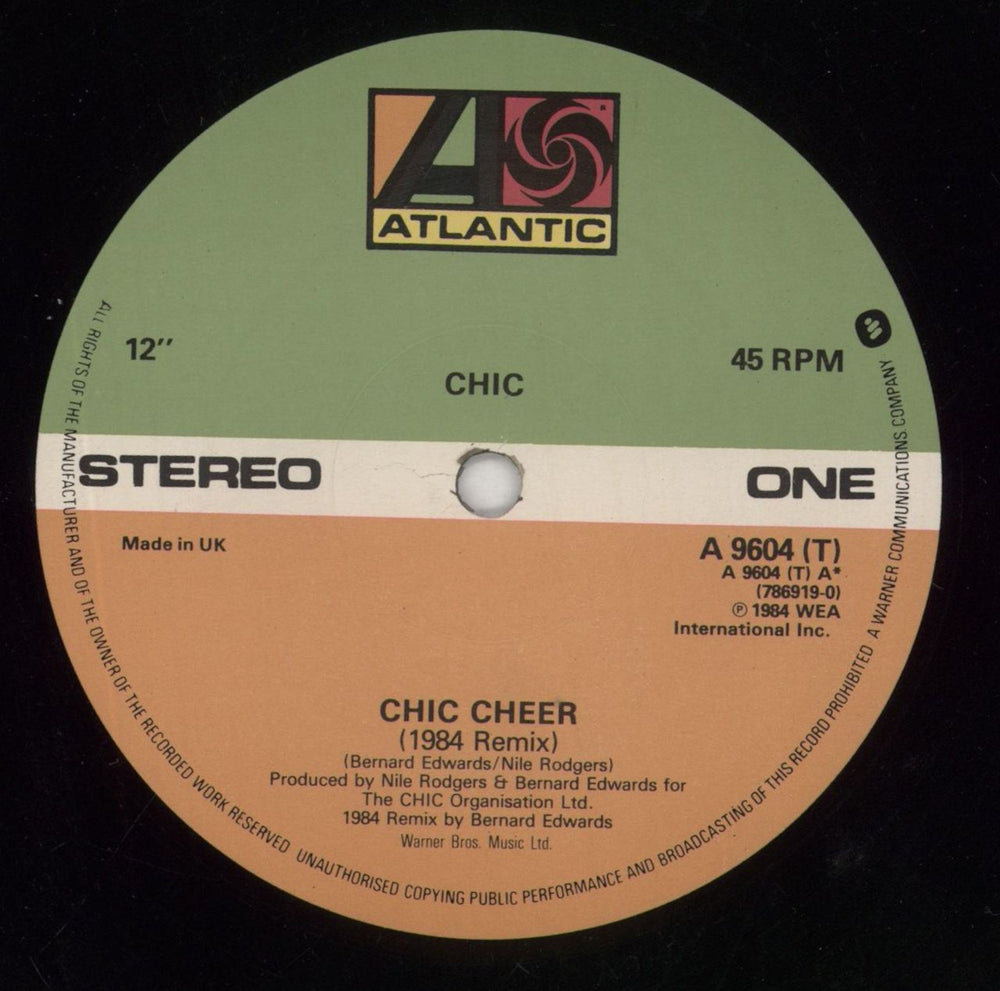 ATLANTIC
12”
45 RPM
CHIC
STEREO
ONE
Made in UK
A 9604 (T)
A 9604 (T) A*
(786919-0)
℗ 1984 WEA
International Inc.
CHIC CHEER
(1984 Remix)
(Bernard Edwards/Nile Rodgers)
Produced by Nile Rodgers & Bernard Edwards for
The CHIC Organisation Ltd.
1984 Remix by Bernard Edwards
Warner Bros. Music Ltd.
ALL RIGHTS OF THE MANUFACTURER AND OF THE OWNER OF THE RECORDED WORK RESERVED UNAUTHORISED COPYING PUBLIC PERFORMANCE AND BROADCASTING OF THIS RECORD PROHIBITED A WARNER COMMUNICATIONS COMPANY